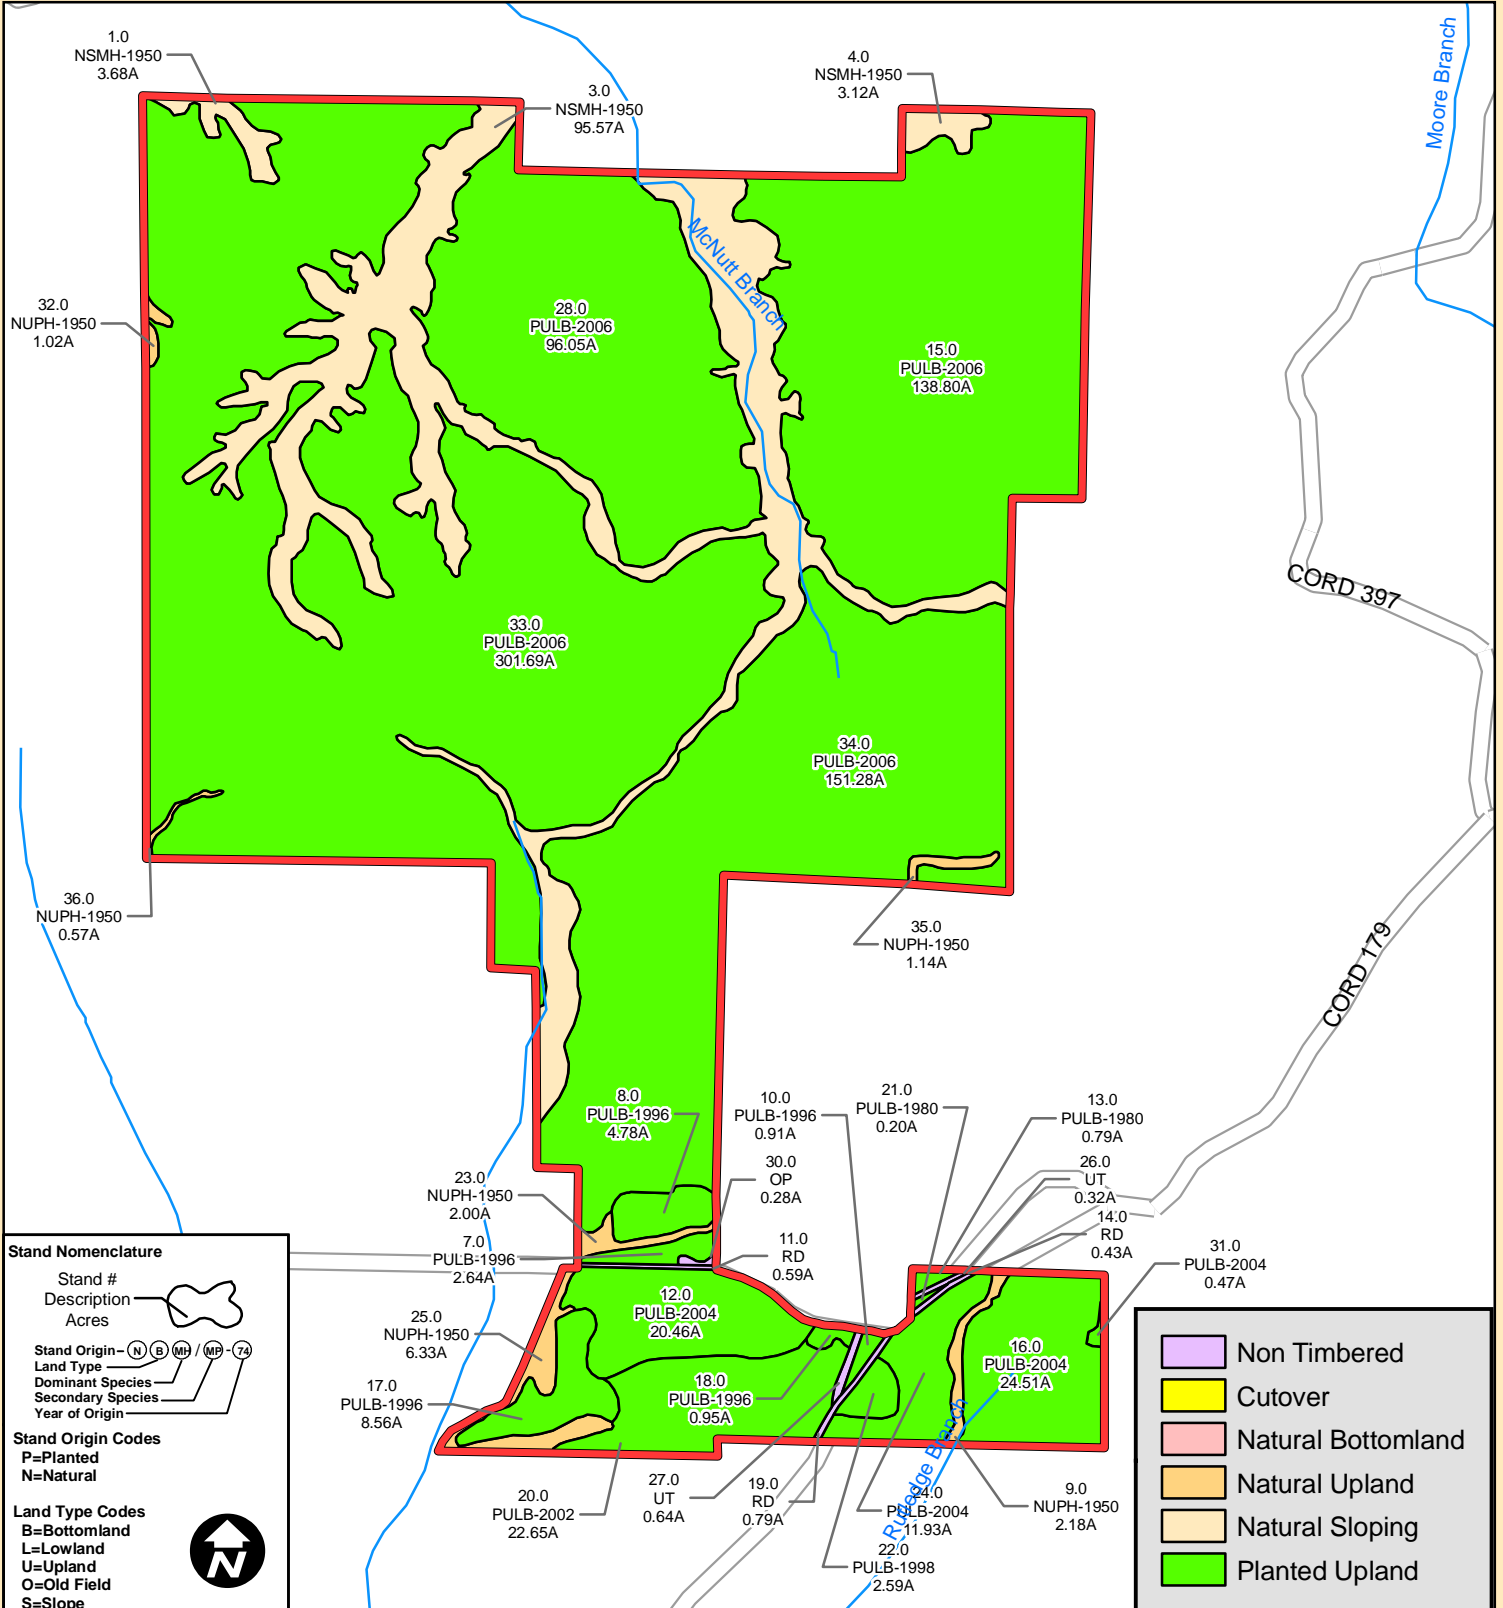 1.0
NSMH-1950
3.68A
3.0
NSMH-1950
95.57A
4.0
NSMH-1950
3.12A
Moore Branch
McNutt Branch
32.0
NUPH-1950
1.02A
28.0
PULB-2006
96.05A
15.0
PULB-2006
138.80A
CORD 397
33.0
PULB-2006
301.69A
34.0
PULB-2006
151.28A
36.0
NUPH-1950
0.57A
35.0
NUPH-1950
1.14A
CORD 179
8.0
PULB-1996
4.78A
10.0
PULB-1996
0.91A
21.0
PULB-1980
0.20A
13.0
PULB-1980
0.79A
30.0
OP
0.28A
26.0
UT
0.32A
23.0
NUPH-1950
2.00A
14.0
RD
0.43A
7.0
PULB-1996
2.64A
11.0
RD
0.59A
31.0
PULB-2004
0.47A
12.0
PULB-2004
20.46A
25.0
NUPH-1950
6.33A
16.0
PULB-2004
24.51A
17.0
PULB-1996
8.56A
18.0
PULB-1996
0.95A
Rutledge Branch
20.0
PULB-2002
22.65A
27.0
UT
0.64A
19.0
RD
0.79A
24.0
PULB-2004
11.93A
9.0
NUPH-1950
2.18A
22.0
PULB-1998
2.59A
Stand Nomenclature
Stand #
Description
Acres
Stand Origin- N B MH / MP - 74
Land Type
Dominant Species
Secondary Species
Year of Origin
Stand Origin Codes
P=Planted
N=Natural
Land Type Codes
B=Bottomland
L=Lowland
U=Upland
O=Old Field
S=Slope
N
Non Timbered
Cutover
Natural Bottomland
Natural Upland
Natural Sloping
Planted Upland